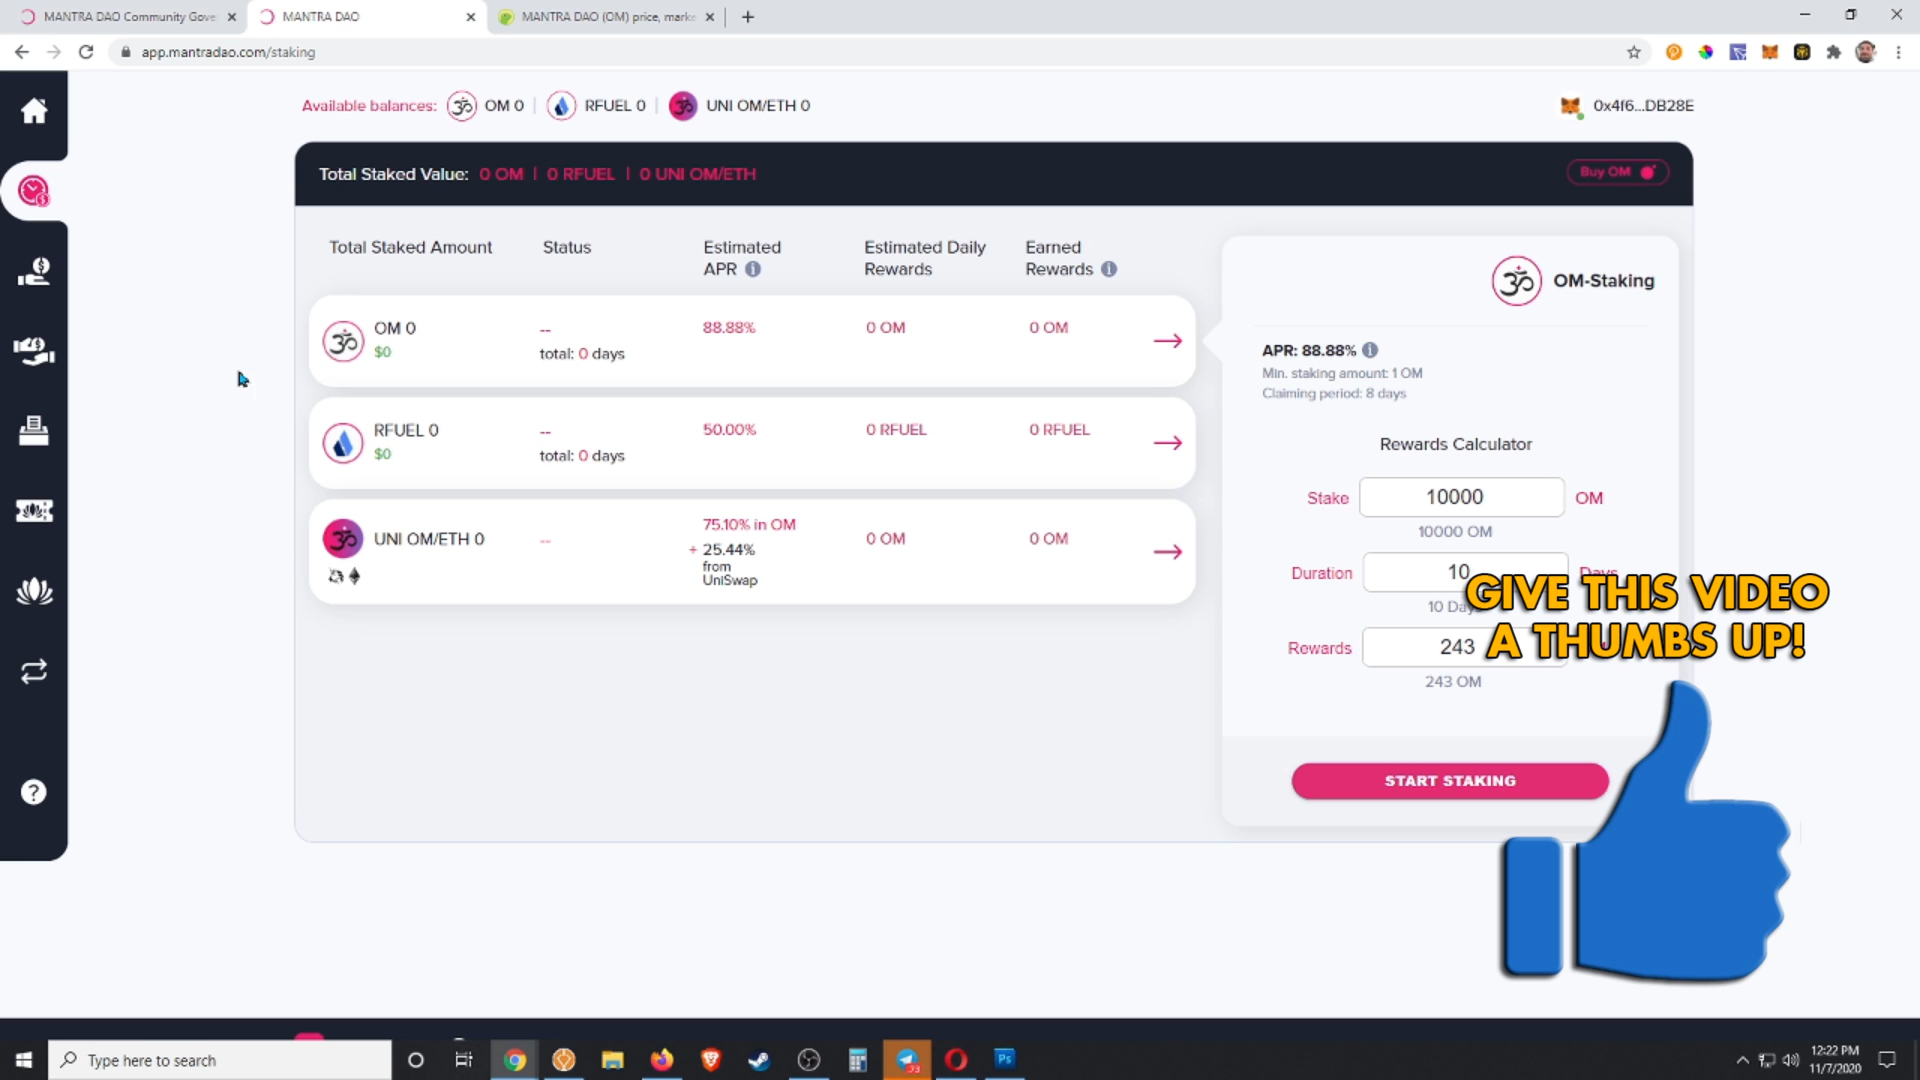 MANTRA DAO Community Gove
MANTRA DAO
MANTRA DAO (OM) price, marke
app.mantradao.com/staking
Available balances: OM 0 | RFUEL 0 | UNI OM/ETH 0
0x4f6...DB28E
Total Staked Value: 0 OM | 0 RFUEL | 0 UNI OM/ETH
Buy OM
Total Staked Amount
Status
Estimated
APR
Estimated Daily
Rewards
Earned
Rewards
OM 0
$0
--
total: 0 days
88.88%
0 OM
0 OM
RFUEL 0
$0
--
total: 0 days
50.00%
0 RFUEL
0 RFUEL
UNI OM/ETH 0
--
75.10% in OM
+ 25.44%
from
UniSwap
0 OM
0 OM
OM-Staking
APR: 88.88%
Min. staking amount: 1 OM
Claiming period: 8 days
Rewards Calculator
Stake 10000 OM
10000 OM
Duration 10 Days
10 Days
Rewards 243
243 OM
START STAKING
GIVE THIS VIDEO
A THUMBS UP!
Type here to search
Ps
12:22 PM
11/7/2020